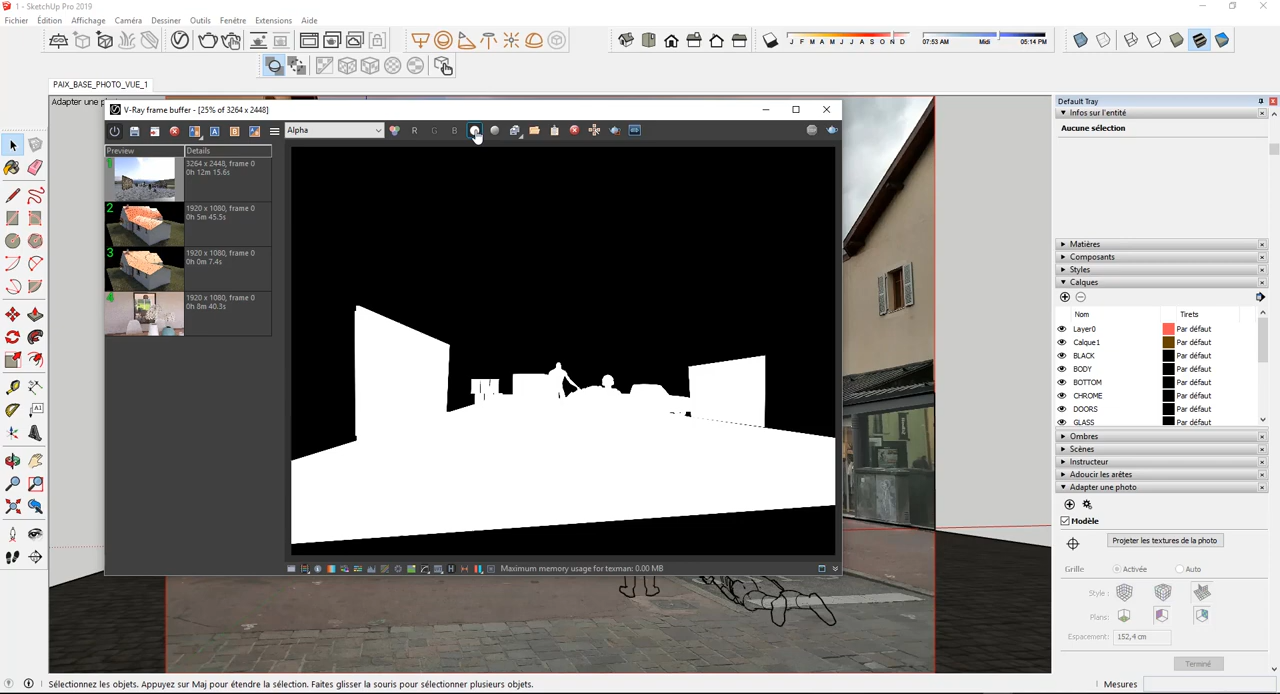 1 - SketchUp Pro 2019
Fichier Édition Affichage Caméra Dessiner Outils Fenêtre Extensions Aide
J F M A M J J A S O N D
07:53 AM Midi 05:14 PM
PAIX_BASE_PHOTO_VUE_1
Adapter une p
V-Ray frame buffer - [25% of 3264 x 2448]
Alpha
R G B
Preview Details
1 3264 x 2448, frame 0
0h 12m 15.6s
2 1920 x 1080, frame 0
0h 5m 45.5s
3 1920 x 1080, frame 0
0h 0m 7.4s
4 1920 x 1080, frame 0
0h 8m 40.3s
Maximum memory usage for texman: 0.00 MB
Default Tray
Infos sur l'entité
Aucune sélection
Matières
Composants
Styles
Calques
Nom Tirets
Layer0 Par défaut
Calque1 Par défaut
BLACK Par défaut
BODY Par défaut
BOTTOM Par défaut
CHROME Par défaut
DOORS Par défaut
GLASS Par défaut
Ombres
Scènes
Instructeur
Adoucir les arêtes
Adapter une photo
Modèle
Projeter les textures de la photo
Grille Activée Auto
Style :
Plans:
Espacement: 152,4 cm
Terminé
Sélectionnez les objets. Appuyez sur Maj pour étendre la sélection. Faites glisser la souris pour sélectionner plusieurs objets.
Mesures